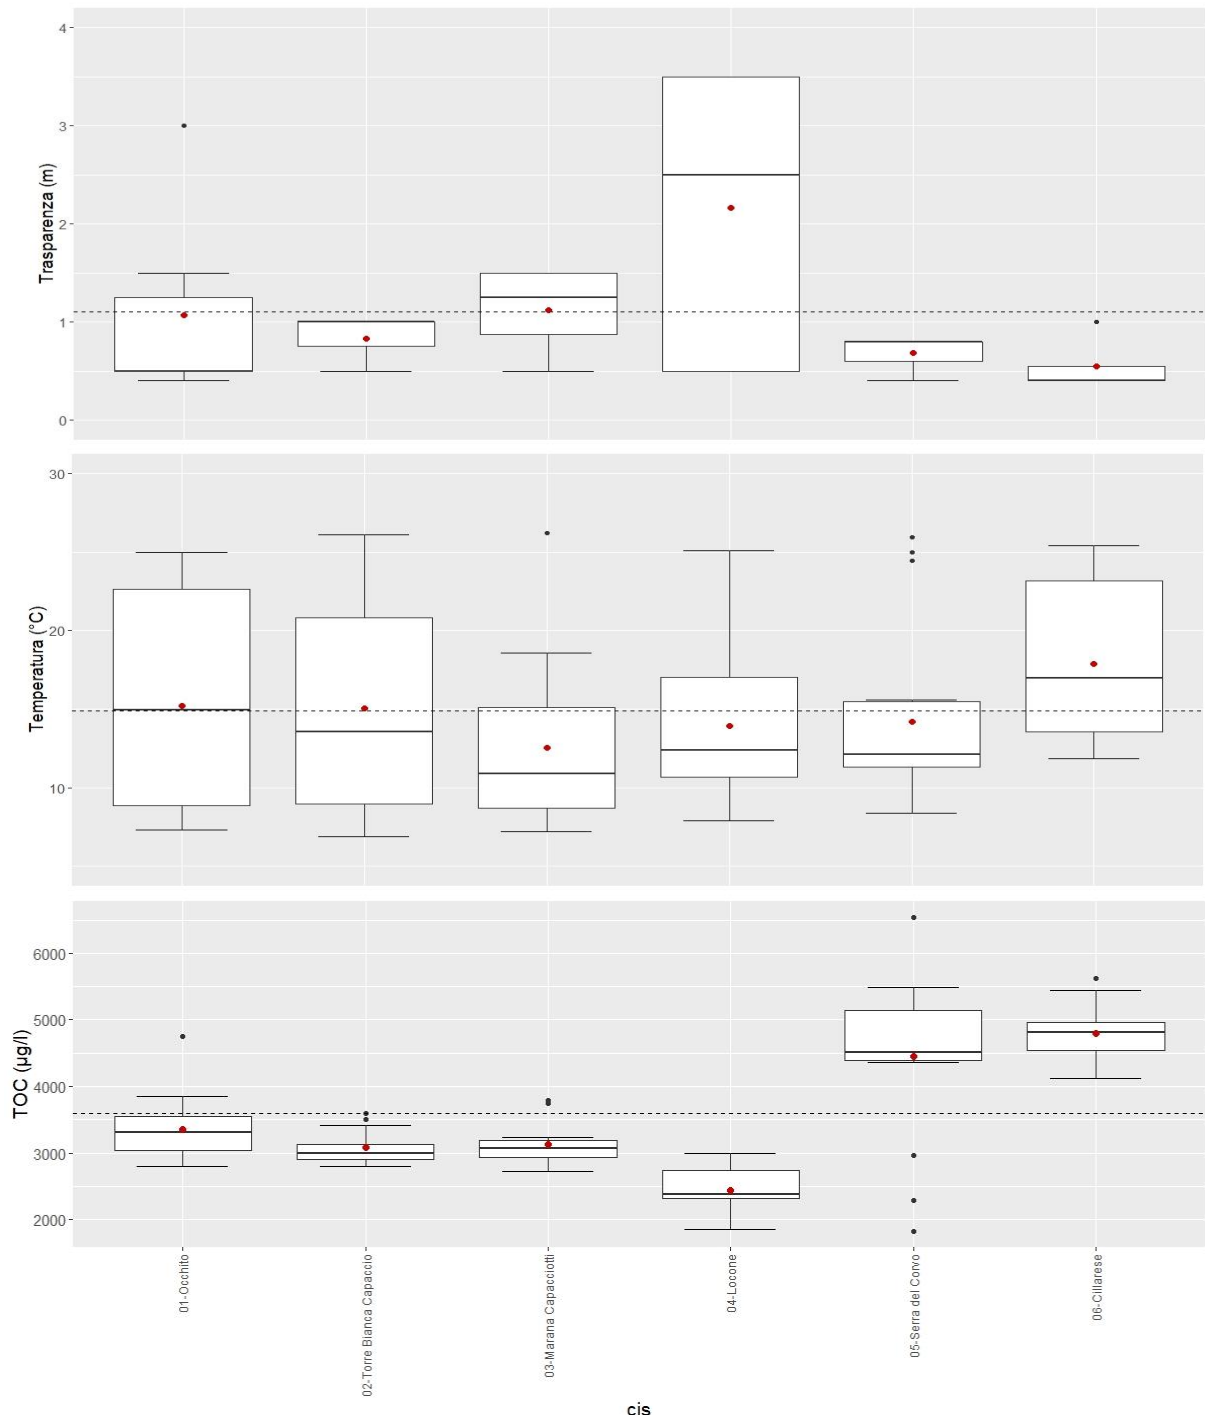 4
3
2
1
0
Trasparenza (m)
30
20
10
Temperatura (°C)
6000
5000
4000
3000
2000
TOC (µg/l)
01-Occhito
02-Torre Bianca Capaccio
03-Marana Capacciotti
04-Locone
05-Serra del Corvo
06-Cillarese
cis